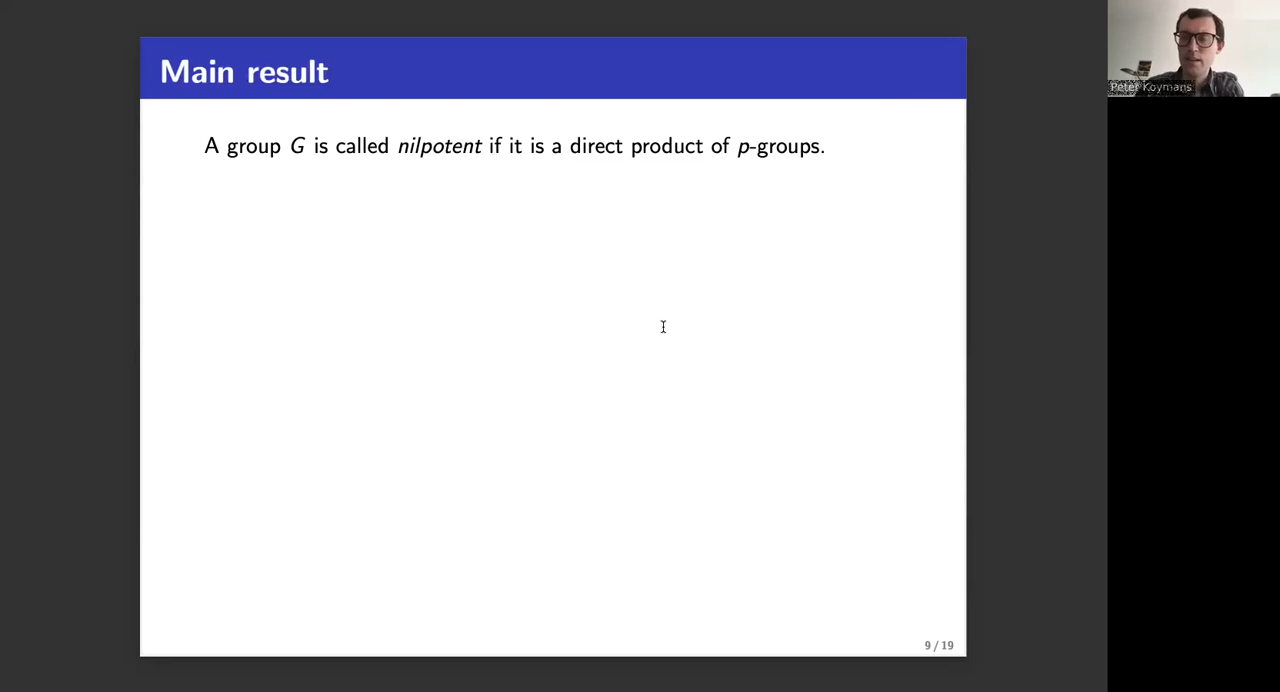 Main result
A group G is called nilpotent if it is a direct product of p-groups.
9 / 19
Peter Koymans